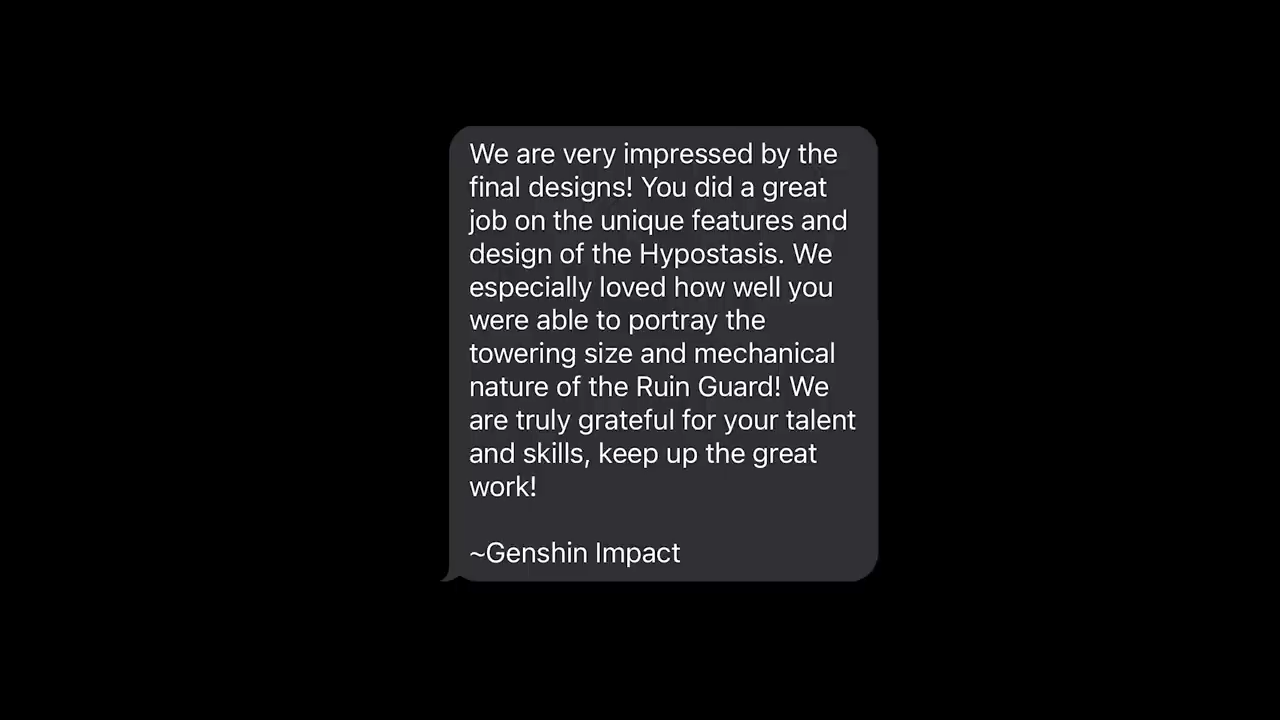 We are very impressed by the
final designs! You did a great
job on the unique features and
design of the Hypostasis. We
especially loved how well you
were able to portray the
towering size and mechanical
nature of the Ruin Guard! We
are truly grateful for your talent
and skills, keep up the great
work!
~Genshin Impact